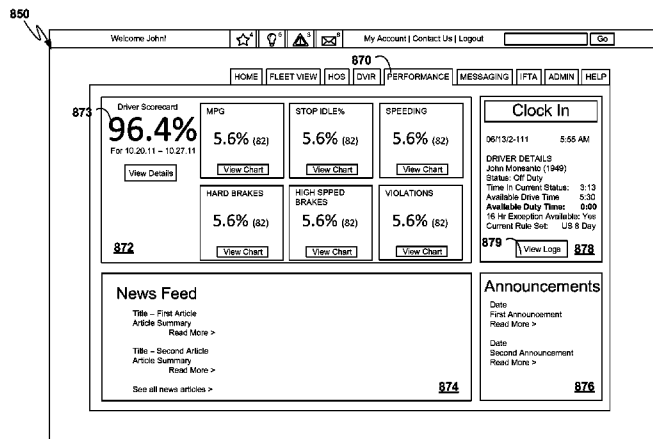 850
Welcome John! 4 5 3 8 My Account | Contact Us | Logout Go
870
HOME FLEET VIEW HOS DVIR PERFORMANCE MESSAGING IFTA ADMIN HELP
873
Driver Scorecard
96.4%
For 10.20.11 – 10.27.11
View Details
872
MPG
5.6% (82)
View Chart
STOP IDLE%
5.6% (82)
View Chart
SPEEDING
5.6% (82)
View Chart
HARD BRAKES
5.6% (82)
View Chart
HIGH SPPED
BRAKES
5.6% (82)
View Chart
VIOLATIONS
5.6% (82)
View Chart
Clock In
06/13/2-111 5:55 AM
DRIVER DETAILS
John Monsanto (1949)
Status: Off Duty
Time In Current Status: 3:13
Available Drive Time 5:30
Available Duty Time: 0:00
16 Hr Exception Available: Yes
Current Rule Set: US 8 Day
879
View Logs 878
News Feed
Title – First Article
Article Summary
Read More >
Title – Second Article
Article Summary
Read More >
See all news articles >
874
Announcements
Date
First Announcement
Read More >
Date
Second Announcement
Read More >
876